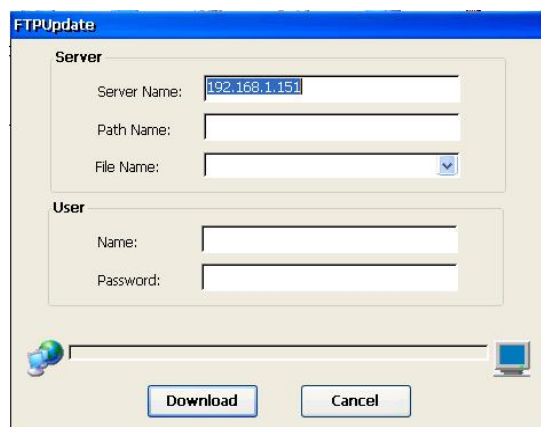 FTPUpdate
Server
Server Name: 192.168.1.151
Path Name:
File Name:
User
Name:
Password:
Download Cancel